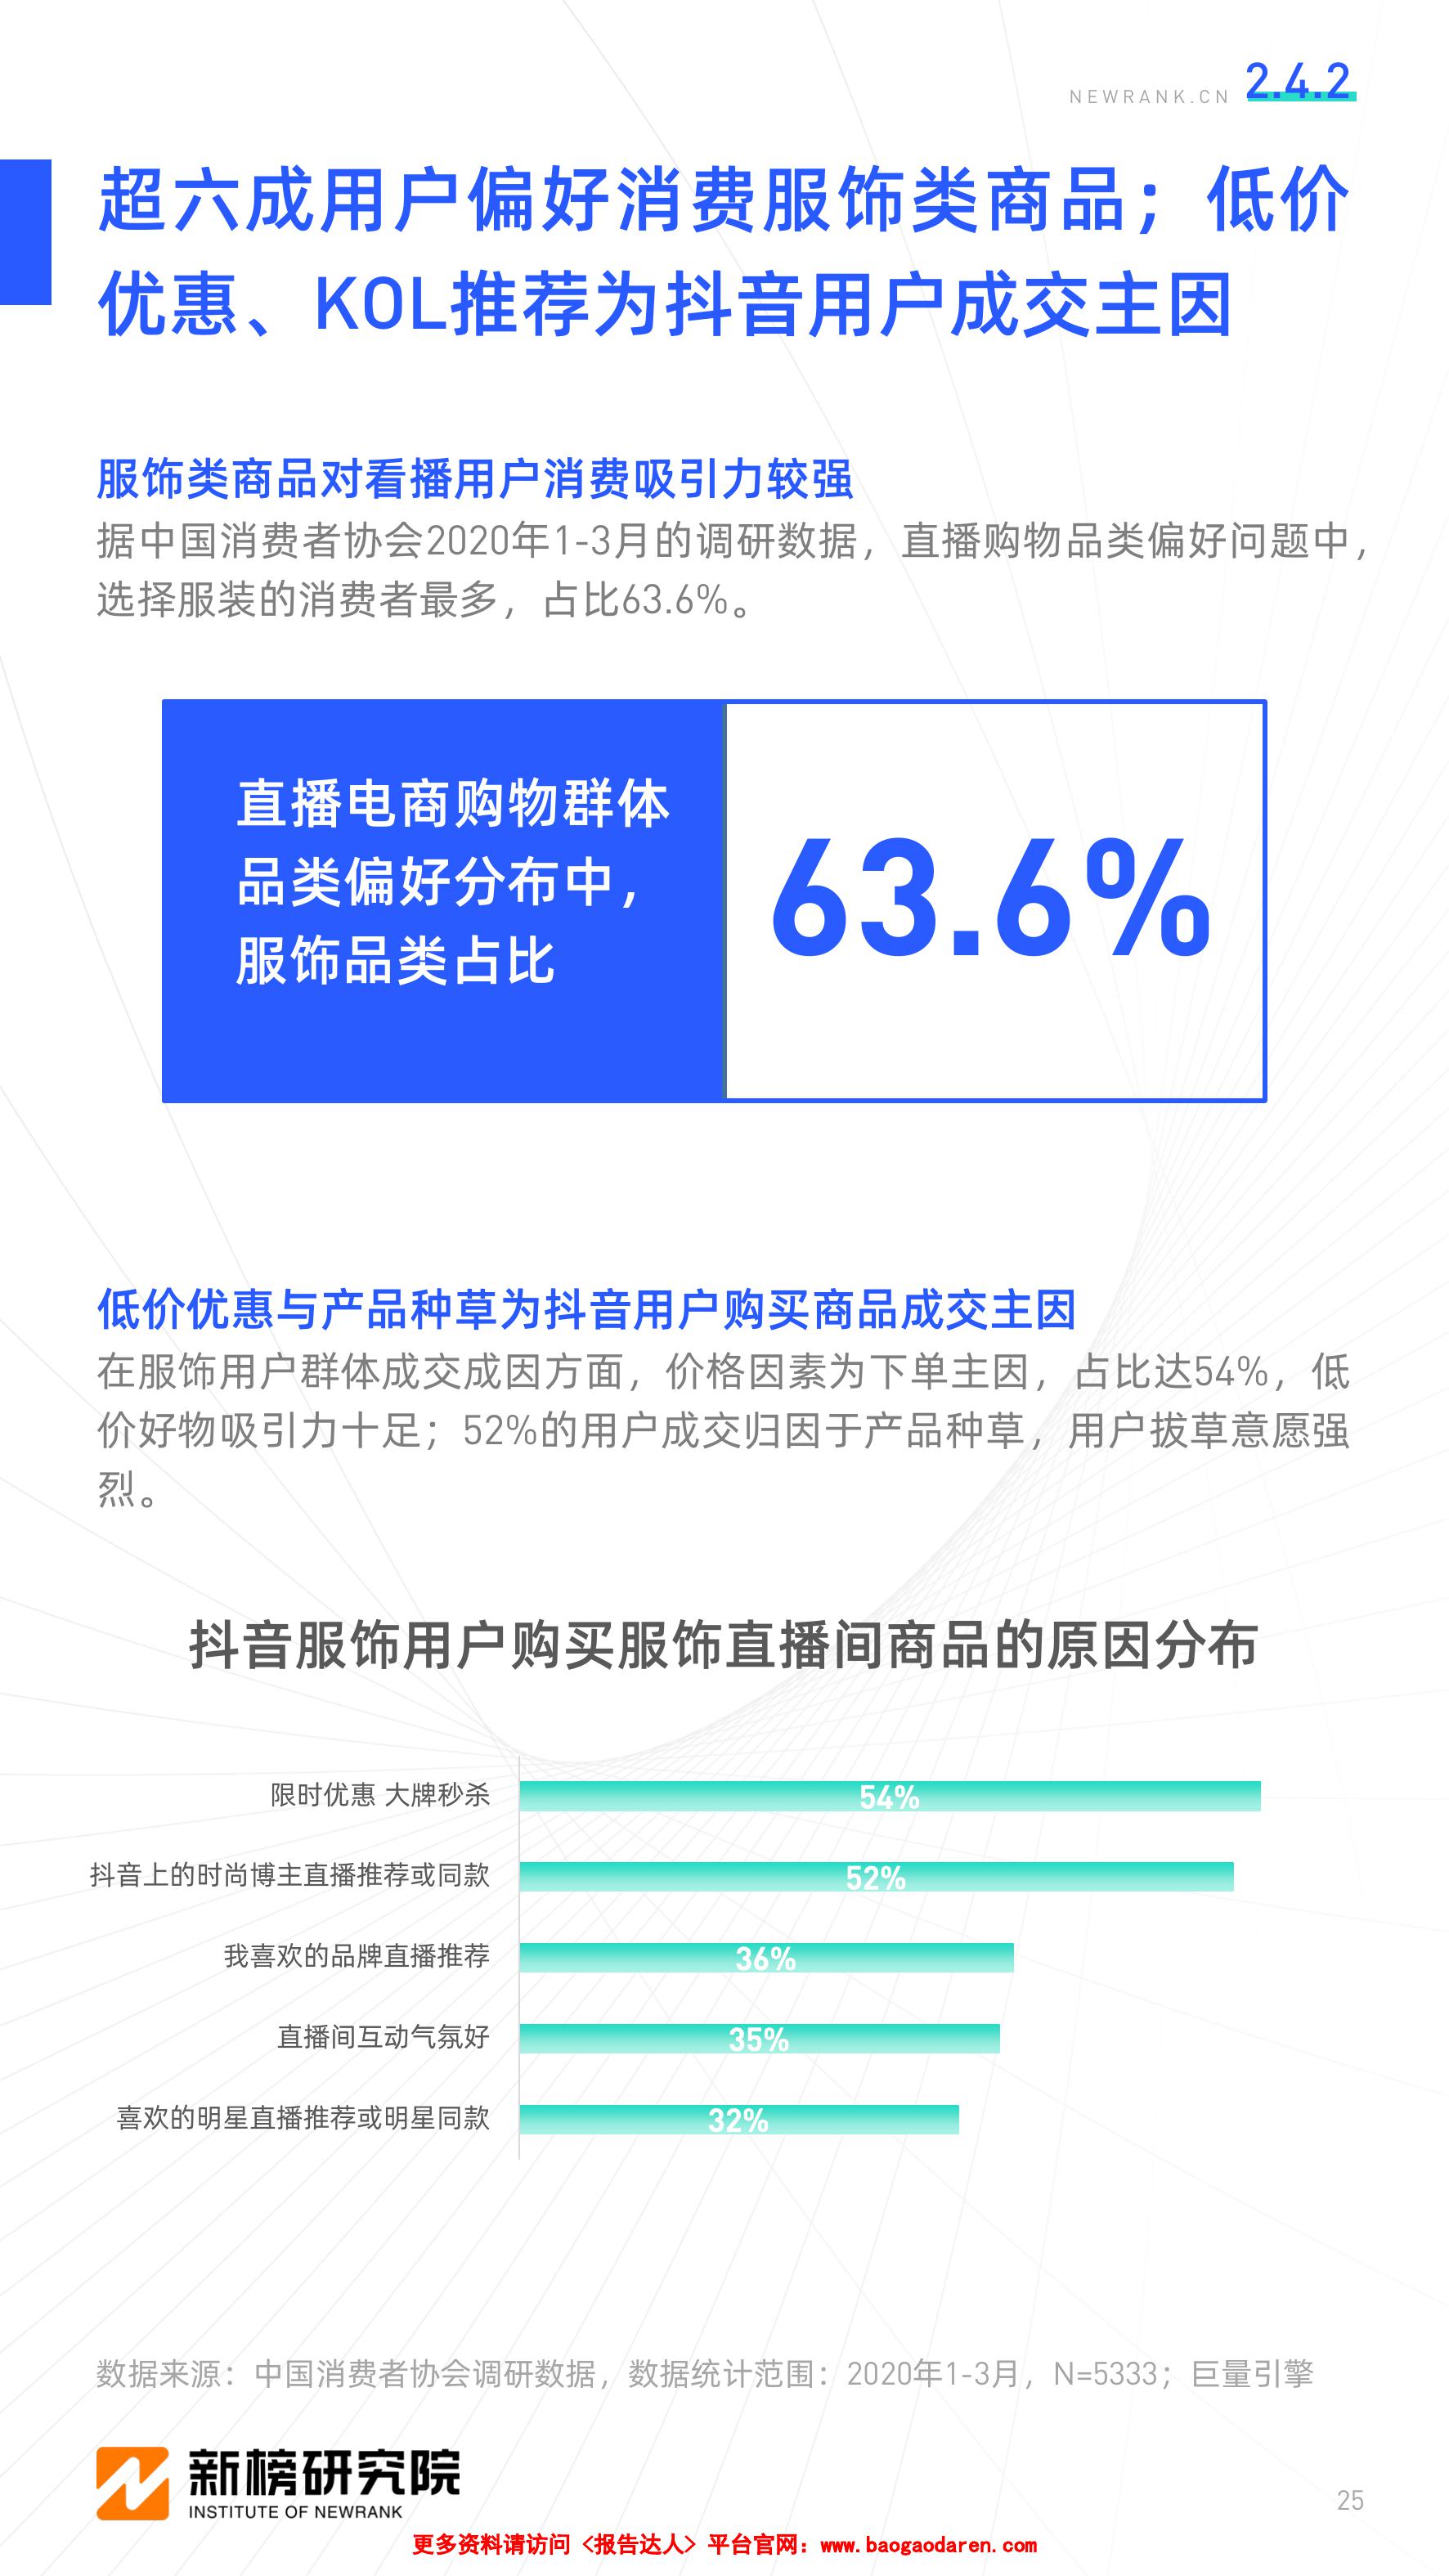 NEWRANK.CN 2.4.2
超六成用户偏好消费服饰类商品；低价
优惠、KOL推荐为抖音用户成交主因
服饰类商品对看播用户消费吸引力较强
据中国消费者协会2020年1-3月的调研数据，直播购物品类偏好问题中，
选择服装的消费者最多，占比63.6%。
直播电商购物群体
品类偏好分布中，
服饰品类占比
63.6%
低价优惠与产品种草为抖音用户购买商品成交主因
在服饰用户群体成交成因方面，价格因素为下单主因，占比达54%，低
价好物吸引力十足；52%的用户成交归因于产品种草，用户拔草意愿强
烈。
抖音服饰用户购买服饰直播间商品的原因分布
限时优惠 大牌秒杀 54%
抖音上的时尚博主直播推荐或同款 52%
我喜欢的品牌直播推荐 36%
直播间互动气氛好 35%
喜欢的明星直播推荐或明星同款 32%
数据来源：中国消费者协会调研数据，数据统计范围：2020年1-3月，N=5333；巨量引擎
新榜研究院
INSTITUTE OF NEWRANK
25
更多资料请访问《报告达人》平台官网：www.baogaodaren.com